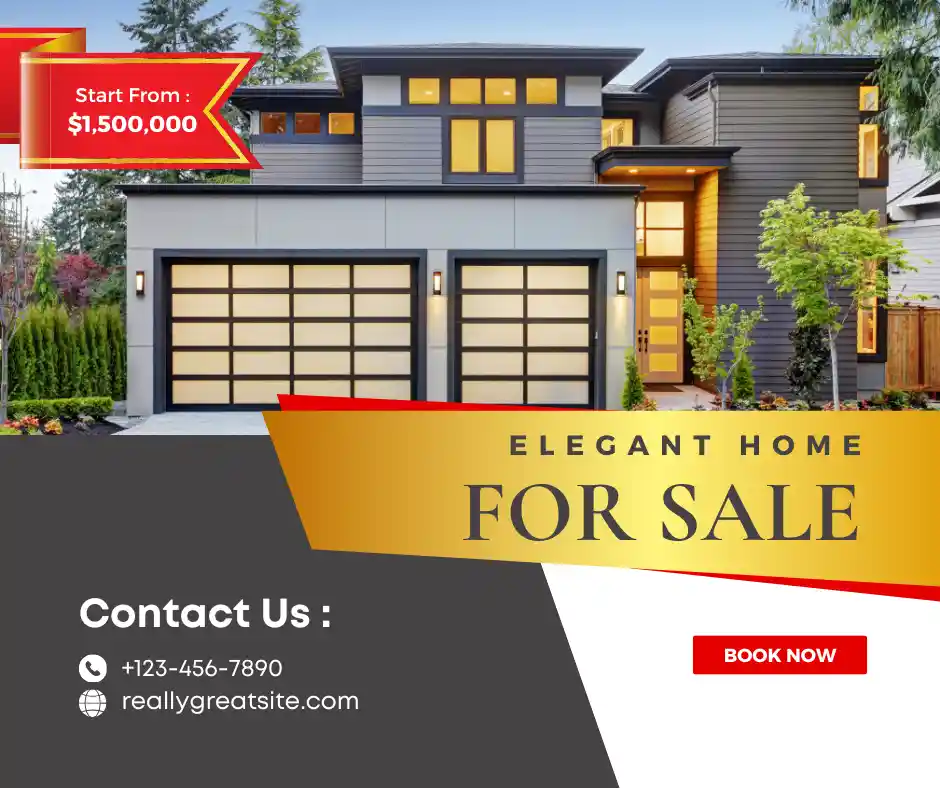 Start From :
$1,500,000
ELEGANT HOME
FOR SALE
Contact Us :
+123-456-7890
reallygreatsite.com
BOOK NOW